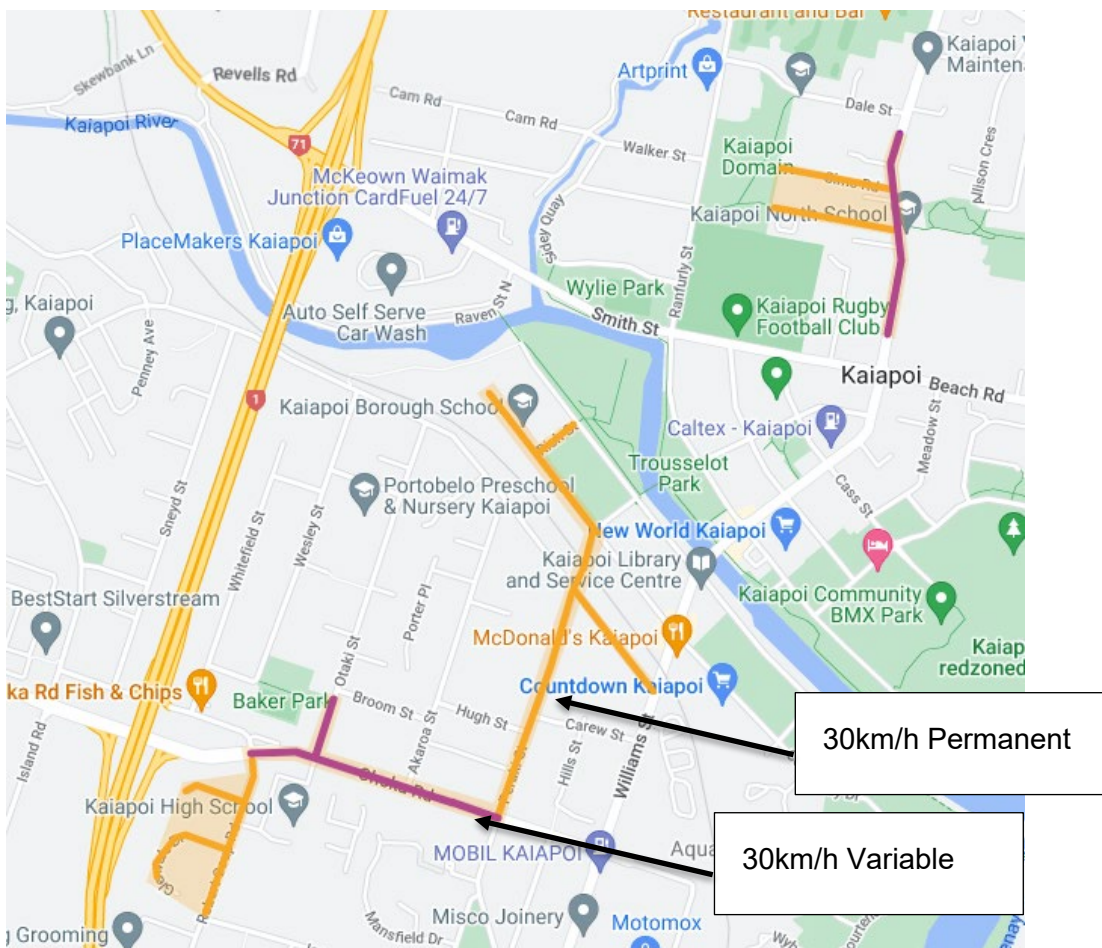 Restaurant and Bar
Kaiapoi
Mainten
Skewbank Ln
Revells Rd
Artprint
Cam Rd
Cam Rd
Dale St
Kaiapoi River
71
Walker St
Kaiapoi
Domain
Allison Cres
McKeown Waimak
Junction CardFuel 24/7
Sidey Quay
Kaiapoi North School
PlaceMakers Kaiapoi
Ranfurly St
g, Kaiapoi
Penney Ave
Auto Self Serve
Car Wash
Raven St N
Wylie Park
Smith St
Kaiapoi Rugby
Football Club
Kaiapoi
Beach Rd
1
Kaiapoi Borough School
Caltex - Kaiapoi
Meadow St
Trousselot
Park
Cass St
Sneyd St
Whitefield St
Wesley St
Portobelo Preschool
& Nursery Kaiapoi
New World Kaiapoi
Kaiapoi Library
and Service Centre
Porter Pl
BestStart Silverstream
Kaiapoi Community
BMX Park
McDonald's Kaiapoi
Kaiap
redzoned
Otaki St
ka Rd Fish & Chips
Baker Park
Countdown Kaiapoi
Broom St
Hugh St
Carew St
Island Rd
Akaroa St
Hills St
Williams St
30km/h Permanent
Kaiapoi High School
Ohoka Rd
MOBIL KAIAPOI
Aqua
30km/h Variable
Misco Joinery
Mansfield Dr
Motomox
g Grooming